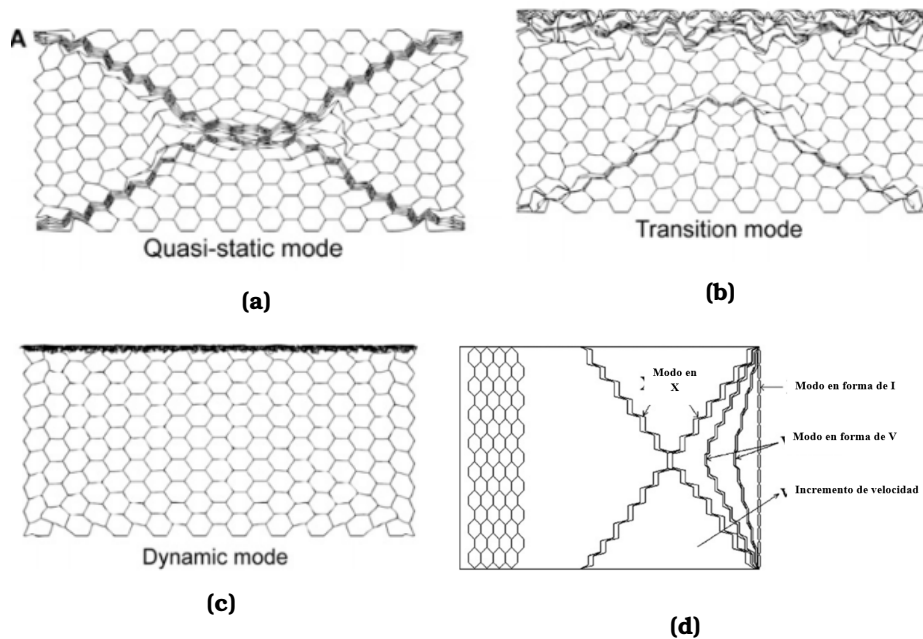 A
Quasi-static mode
(a)
Transition mode
(b)
Dynamic mode
(c)
Modo en
X
Modo en forma de I
Modo en forma de V
Incremento de velocidad
(d)